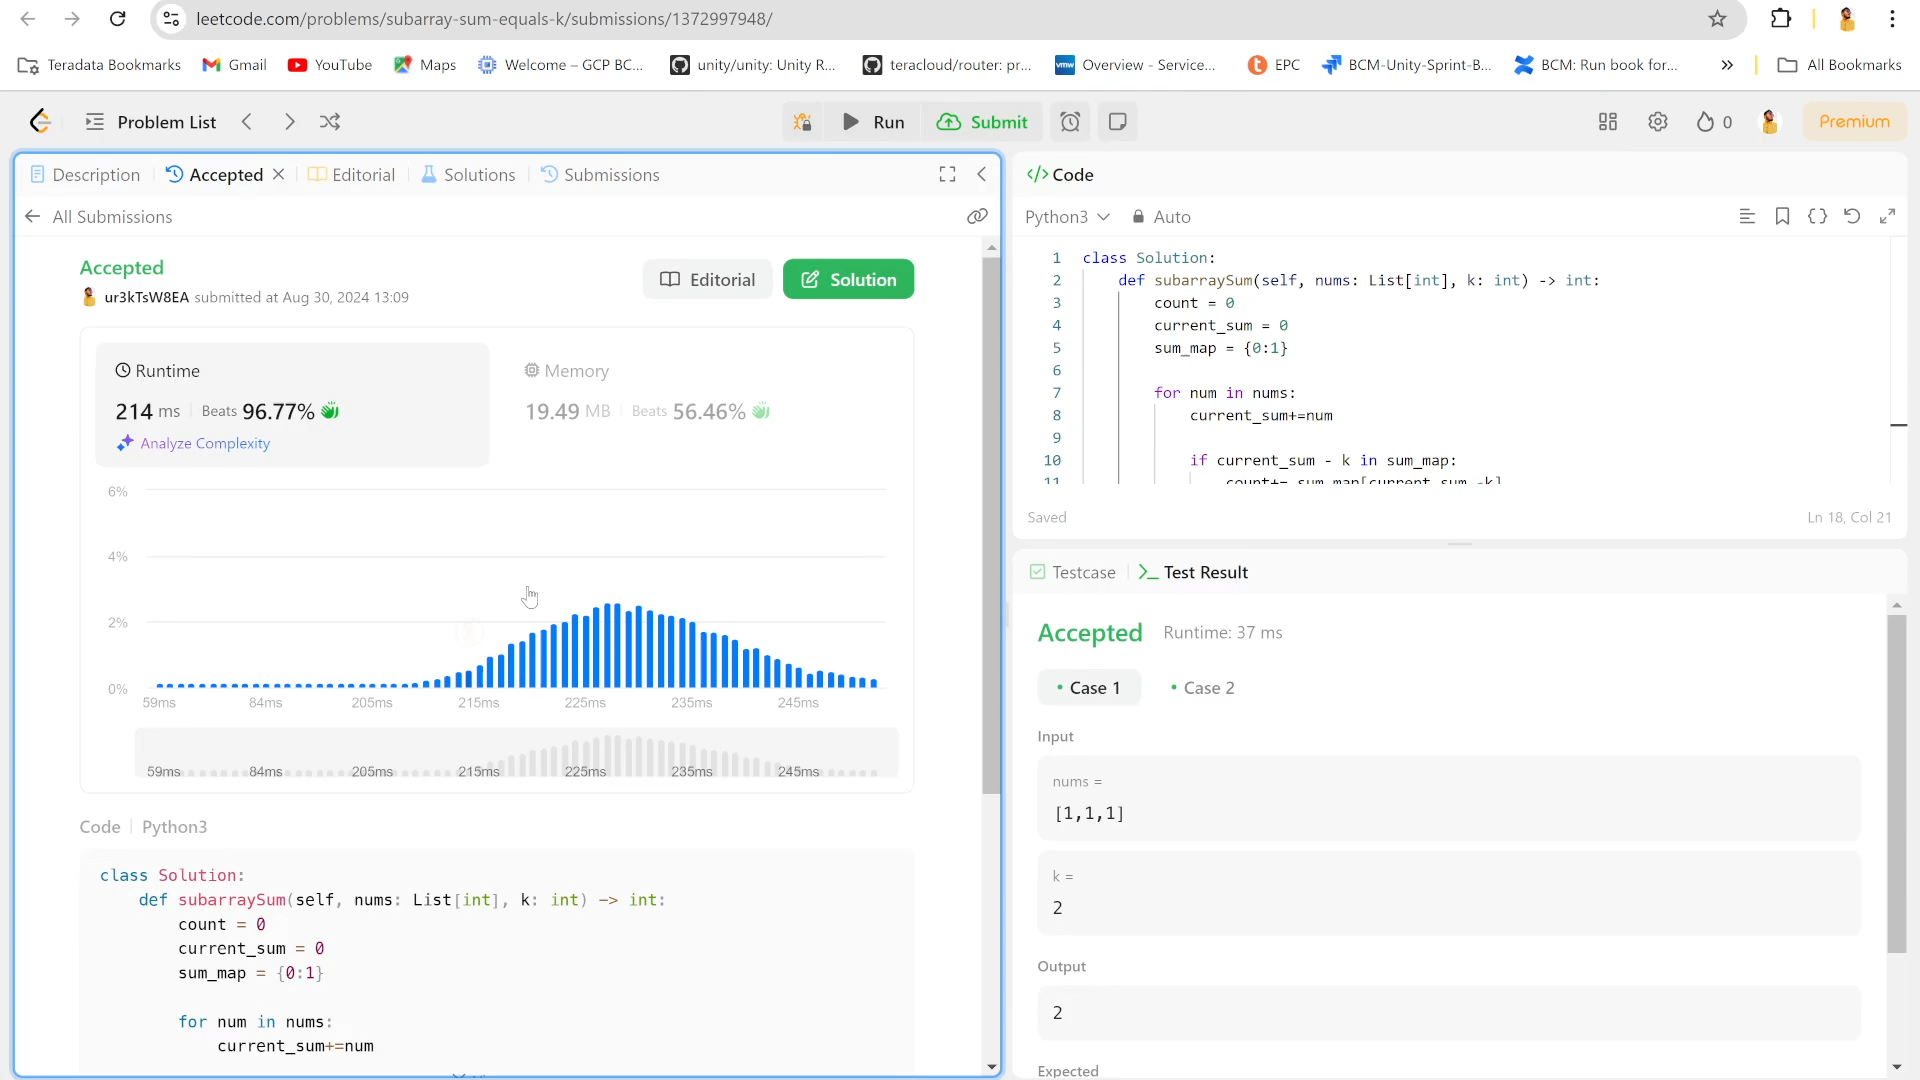 leetcode.com/problems/subarray-sum-equals-k/submissions/1372997948/
Teradata Bookmarks Gmail YouTube Maps Welcome – GCP BC... unity/unity: Unity R... teracloud/router: pr... Overview - Service... EPC BCM-Unity-Sprint-B... BCM: Run book for... » All Bookmarks
Problem List Run Submit 0 Premium
Description Accepted Editorial Solutions Submissions
All Submissions
Accepted
ur3kTsW8EA submitted at Aug 30, 2024 13:09
Editorial Solution
Runtime
214 ms Beats 96.77%
Analyze Complexity
Memory
19.49 MB Beats 56.46%
6%
4%
2%
0%
59ms 84ms 205ms 215ms 225ms 235ms 245ms
59ms 84ms 205ms 215ms 225ms 235ms 245ms
Code Python3
class Solution:
def subarraySum(self, nums: List[int], k: int) -> int:
count = 0
current_sum = 0
sum_map = {0:1}
for num in nums:
current_sum+=num
</> Code
Python3 Auto
1 class Solution:
2 def subarraySum(self, nums: List[int], k: int) -> int:
3 count = 0
4 current_sum = 0
5 sum_map = {0:1}
6
7 for num in nums:
8 current_sum+=num
9
10 if current_sum - k in sum_map:
11 count+= sum_map[current_sum -k]
Saved Ln 18, Col 21
Testcase >_ Test Result
Accepted Runtime: 37 ms
• Case 1 • Case 2
Input
nums =
[1,1,1]
k =
2
Output
2
Expected